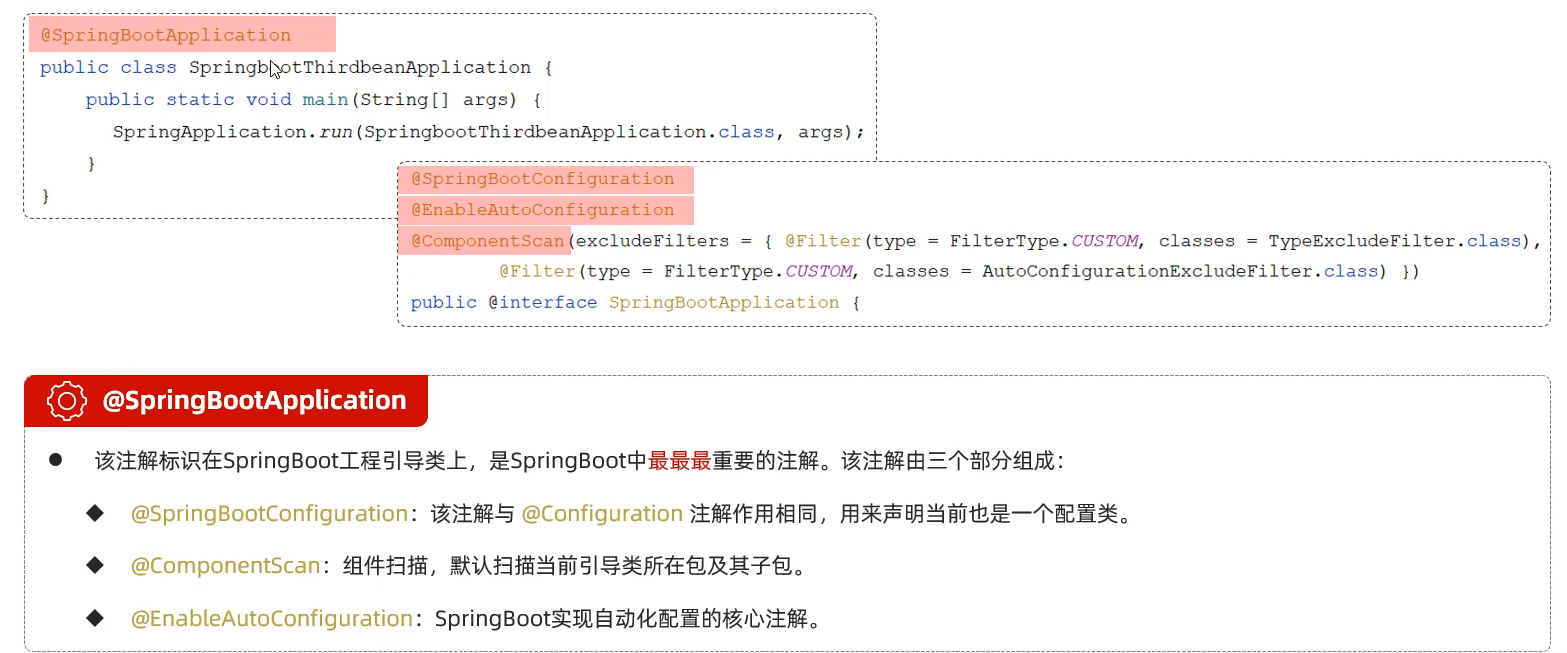 @SpringBootApplication
public class SpringbootThirdbeanApplication {
public static void main(String[] args) {
SpringApplication.run(SpringbootThirdbeanApplication.class, args);
}
}
@SpringBootConfiguration
@EnableAutoConfiguration
@ComponentScan(excludeFilters = { @Filter(type = FilterType.CUSTOM, classes = TypeExcludeFilter.class),
@Filter(type = FilterType.CUSTOM, classes = AutoConfigurationExcludeFilter.class) })
public @interface SpringBootApplication {
@SpringBootApplication
● 该注解标识在SpringBoot工程引导类上，是SpringBoot中最最最重要的注解。该注解由三个部分组成：
◆ @SpringBootConfiguration：该注解与 @Configuration 注解作用相同，用来声明当前也是一个配置类。
◆ @ComponentScan：组件扫描，默认扫描当前引导类所在包及其子包。
◆ @EnableAutoConfiguration：SpringBoot实现自动化配置的核心注解。